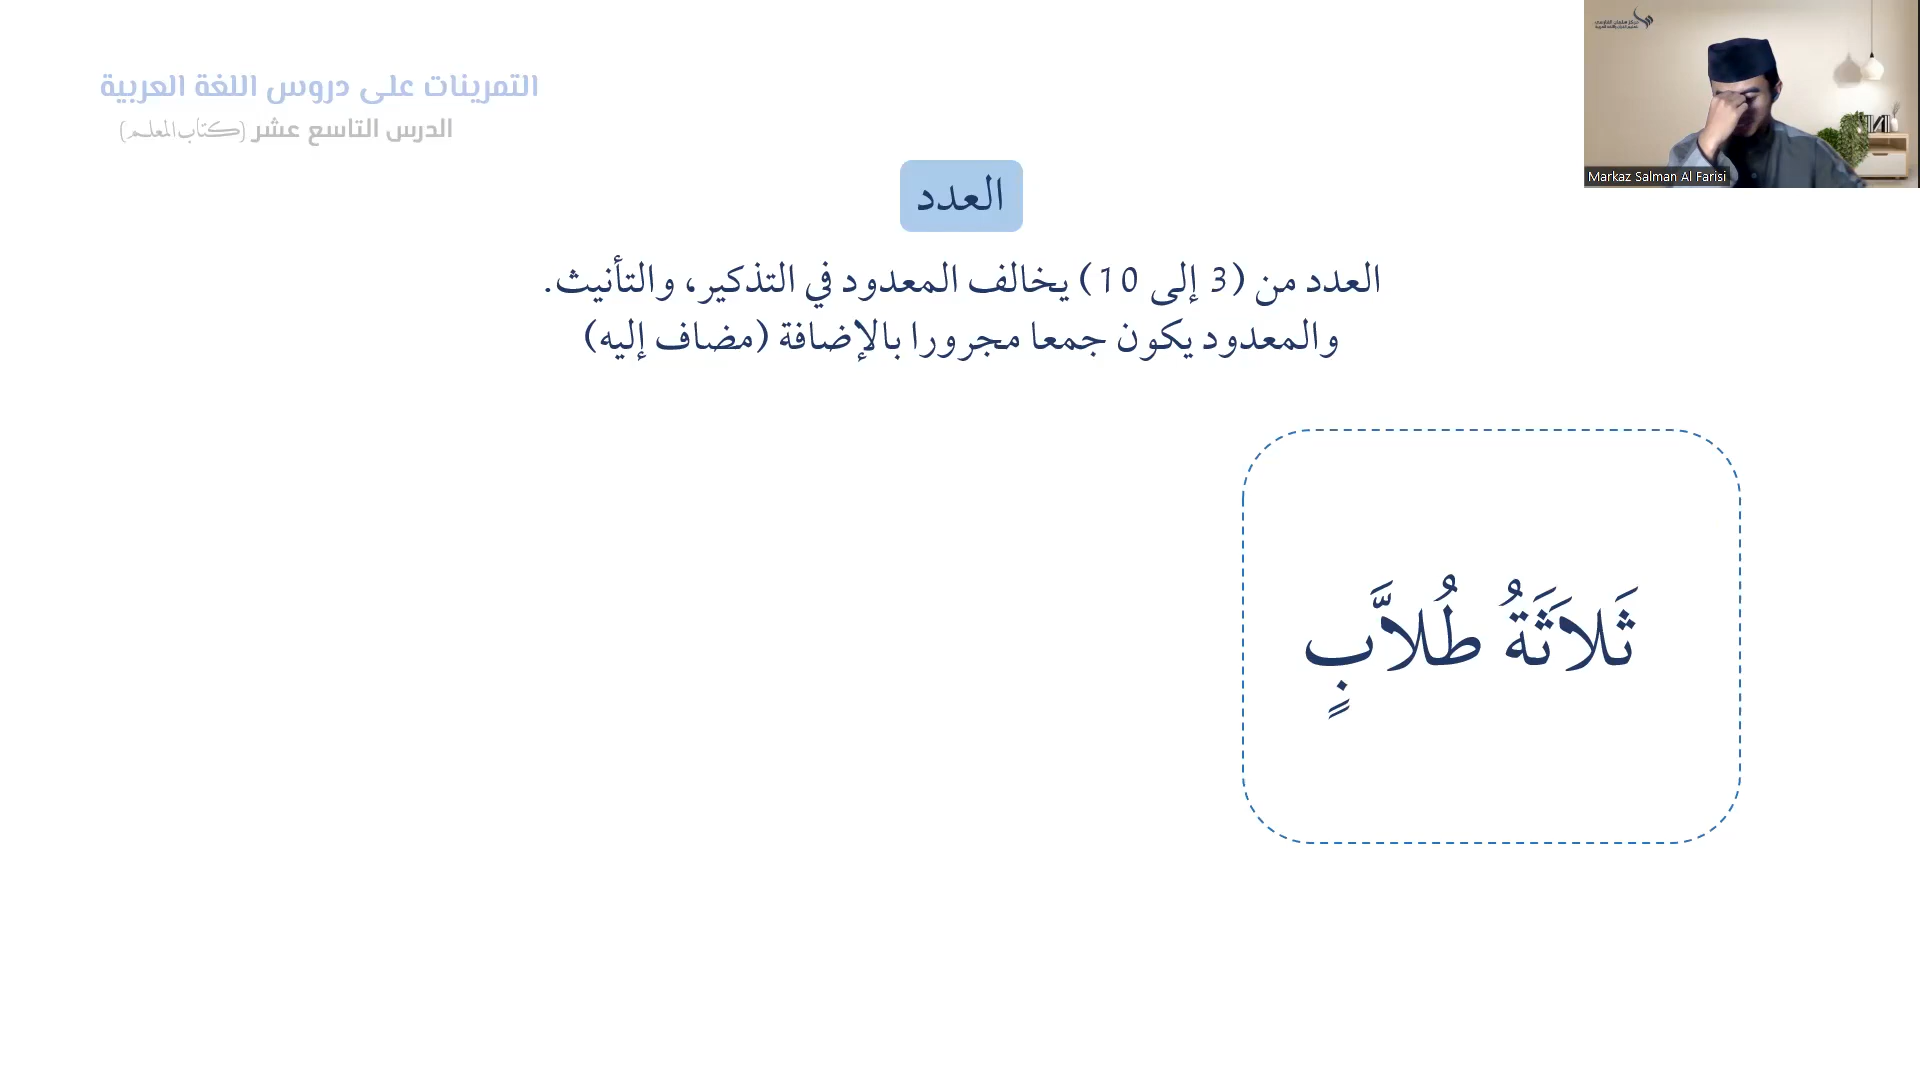 التمرينات على دروس اللغة العربية
الدرس التاسع عشر (كتاب المعلم)
العدد
العدد من (3 إلى 10) يخالف المعدود في التذكير، والتأنيث.
والمعدود يكون جمعا مجرورا بالإضافة (مضاف إليه)
ثَلاَثَةُ طُلاَّبٍ
Markaz Salman Al Farisi